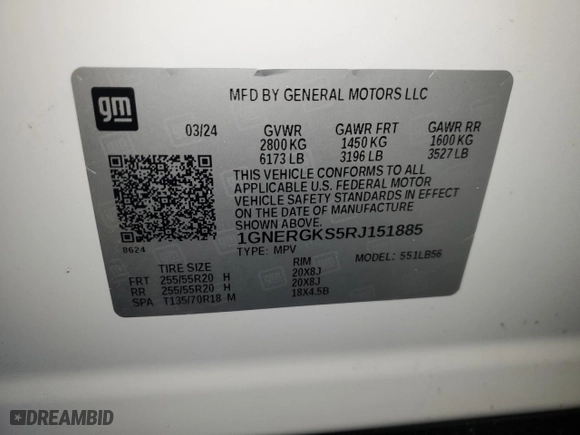 gm
MFD BY GENERAL MOTORS LLC
03/24 GVWR GAWR FRT GAWR RR
2800 KG 1450 KG 1600 KG
6173 LB 3196 LB 3527 LB
THIS VEHICLE CONFORMS TO ALL
APPLICABLE U.S. FEDERAL MOTOR
VEHICLE SAFETY STANDARDS IN EFFECT
ON THE DATE OF MANUFACTURE SHOWN ABOVE.
1GNERGKS5RJ151885
8624 TYPE: MPV MODEL: 551LB56
TIRE SIZE RIM
FRT 255/55R20 H 20X8J
RR 255/55R20 H 20X8J
SPA T135/70R18 M 18X4.5B
DREAMBID